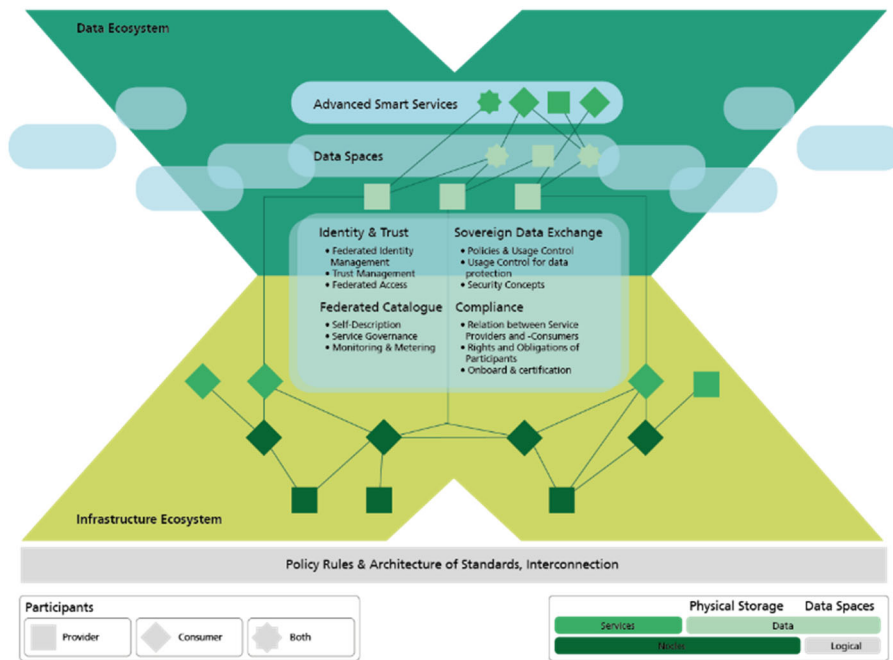 Data Ecosystem
Advanced Smart Services
Data Spaces
Identity & Trust
• Federated Identity
Management
• Trust Management
• Federated Access
Sovereign Data Exchange
• Policies & Usage Control
• Usage Control for data
protection
• Security Concepts
Federated Catalogue
• Self-Description
• Service Governance
• Monitoring & Metering
Compliance
• Relation between Service
Providers and -Consumers
• Rights and Obligations of
Participants
• Onboard & certification
Infrastructure Ecosystem
Policy Rules & Architecture of Standards, Interconnection
Participants
Provider
Consumer
Both
Physical Storage
Data Spaces
Services
Data
Nodes
Logical